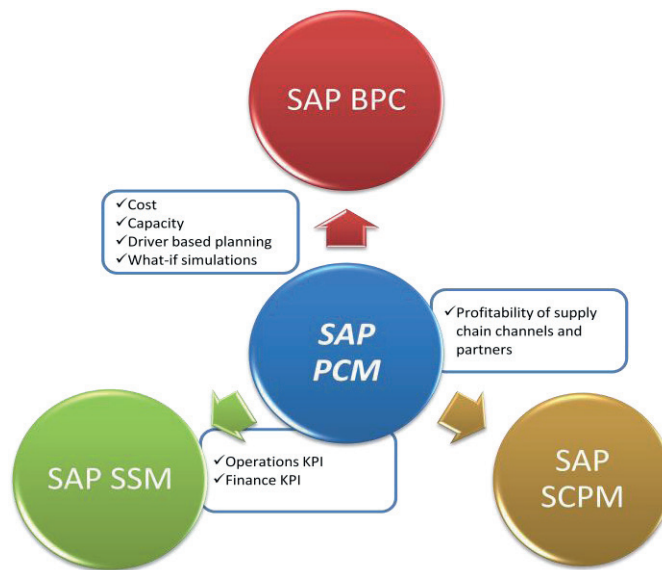 SAP BPC
✓Cost
✓Capacity
✓Driver based planning
✓What-if simulations
SAP
PCM
✓Profitability of supply
chain channels and
partners
SAP SSM
✓Operations KPI
✓Finance KPI
SAP
SCPM